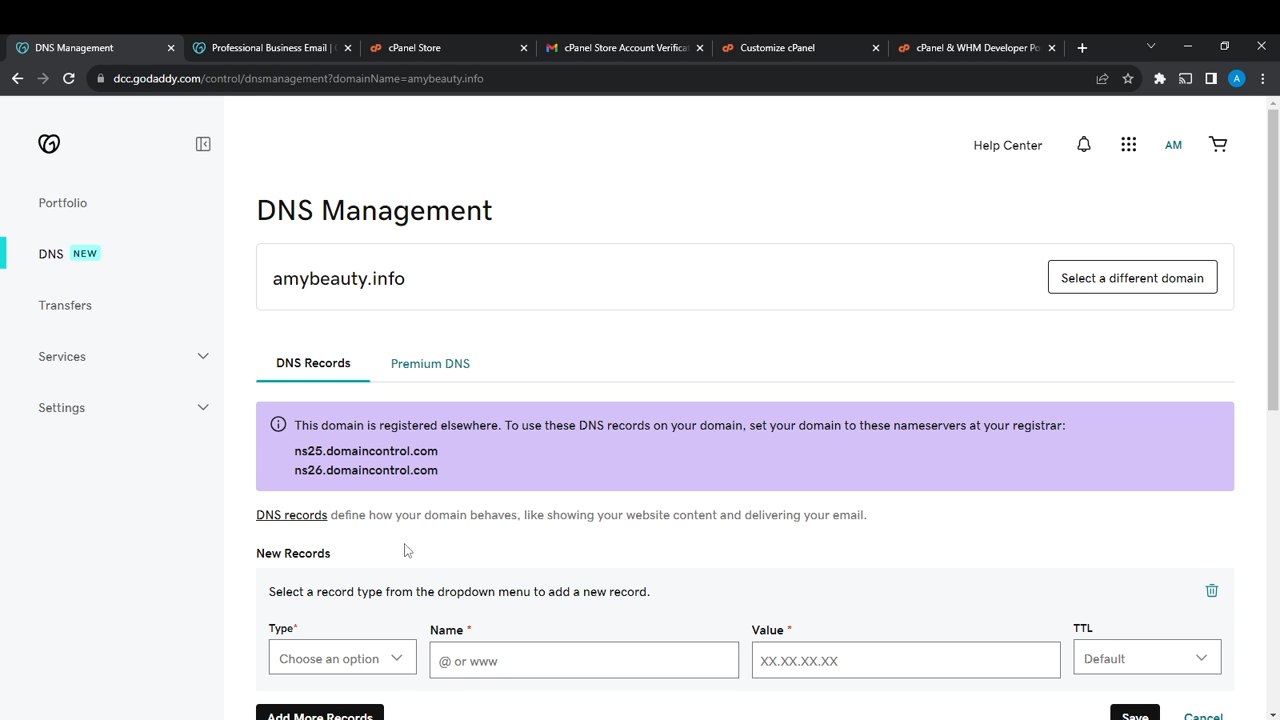 DNS Management
Professional Business Email |
cPanel Store
cPanel Store Account Verifica
Customize cPanel
cPanel & WHM Developer Po
dcc.godaddy.com/control/dnsmanagement?domainName=amybeauty.info
A
Help Center
AM
Portfolio
DNS NEW
Transfers
Services
Settings
DNS Management
amybeauty.info
Select a different domain
DNS Records
Premium DNS
This domain is registered elsewhere. To use these DNS records on your domain, set your domain to these nameservers at your registrar:
ns25.domaincontrol.com
ns26.domaincontrol.com
DNS records define how your domain behaves, like showing your website content and delivering your email.
New Records
Select a record type from the dropdown menu to add a new record.
Type*
Name *
Value *
TTL
Choose an option
@ or www
XX.XX.XX.XX
Default
Add More Records
Save
Cancel